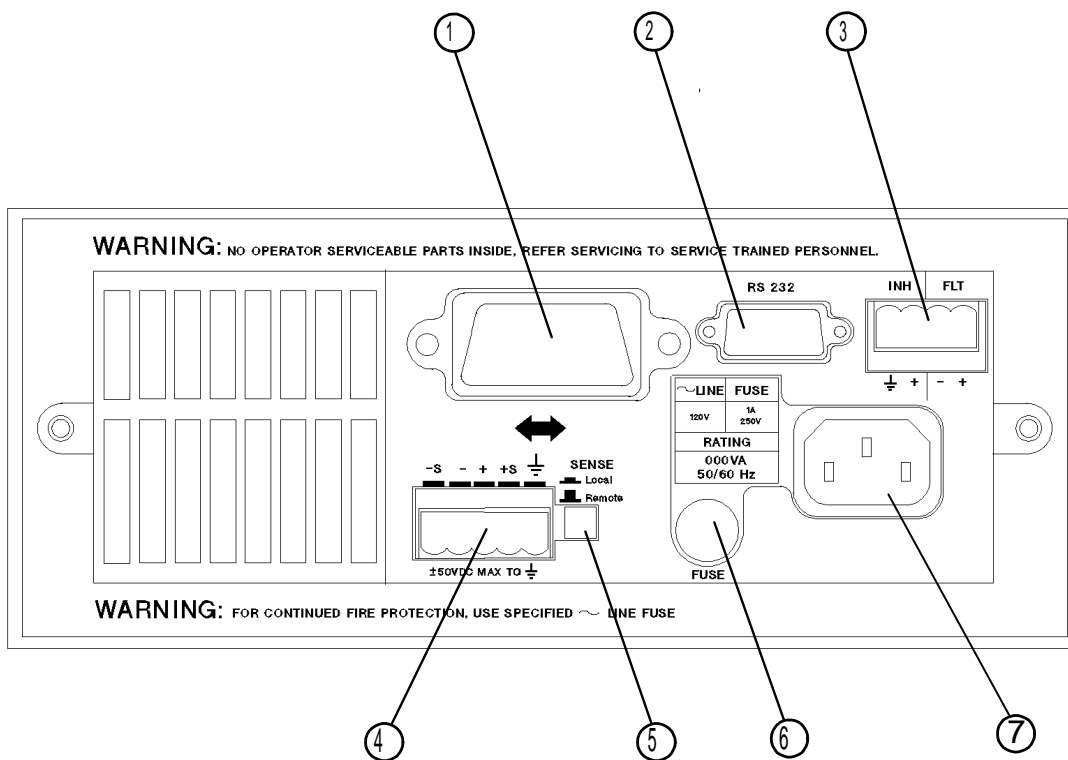 1 2 3
WARNING: NO OPERATOR SERVICEABLE PARTS INSIDE, REFER SERVICING TO SERVICE TRAINED PERSONNEL.
RS 232
INH FLT
⏚ + - +
~LINE FUSE
120V 1A 250V
RATING
000VA
50/60 Hz
-S - + +S ⏚
SENSE
Local
Remote
±50VDC MAX TO ⏚
FUSE
WARNING: FOR CONTINUED FIRE PROTECTION, USE SPECIFIED ~ LINE FUSE
4 5 6 7